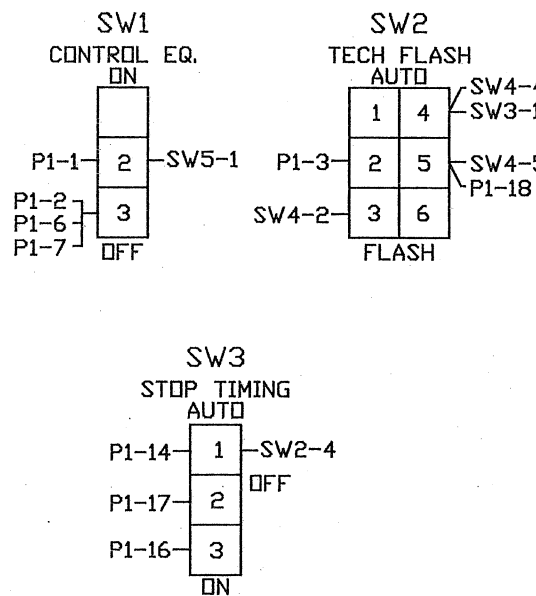 SW1
CONTROL EQ.
ON
P1-1
2
SW5-1
P1-2
P1-6
P1-7
3
OFF
SW2
TECH FLASH
AUTO
1
4
SW4-4
SW3-1
P1-3
2
5
SW4-5
P1-18
SW4-2
3
6
FLASH
SW3
STOP TIMING
AUTO
P1-14
1
SW2-4
OFF
P1-17
2
P1-16
3
ON